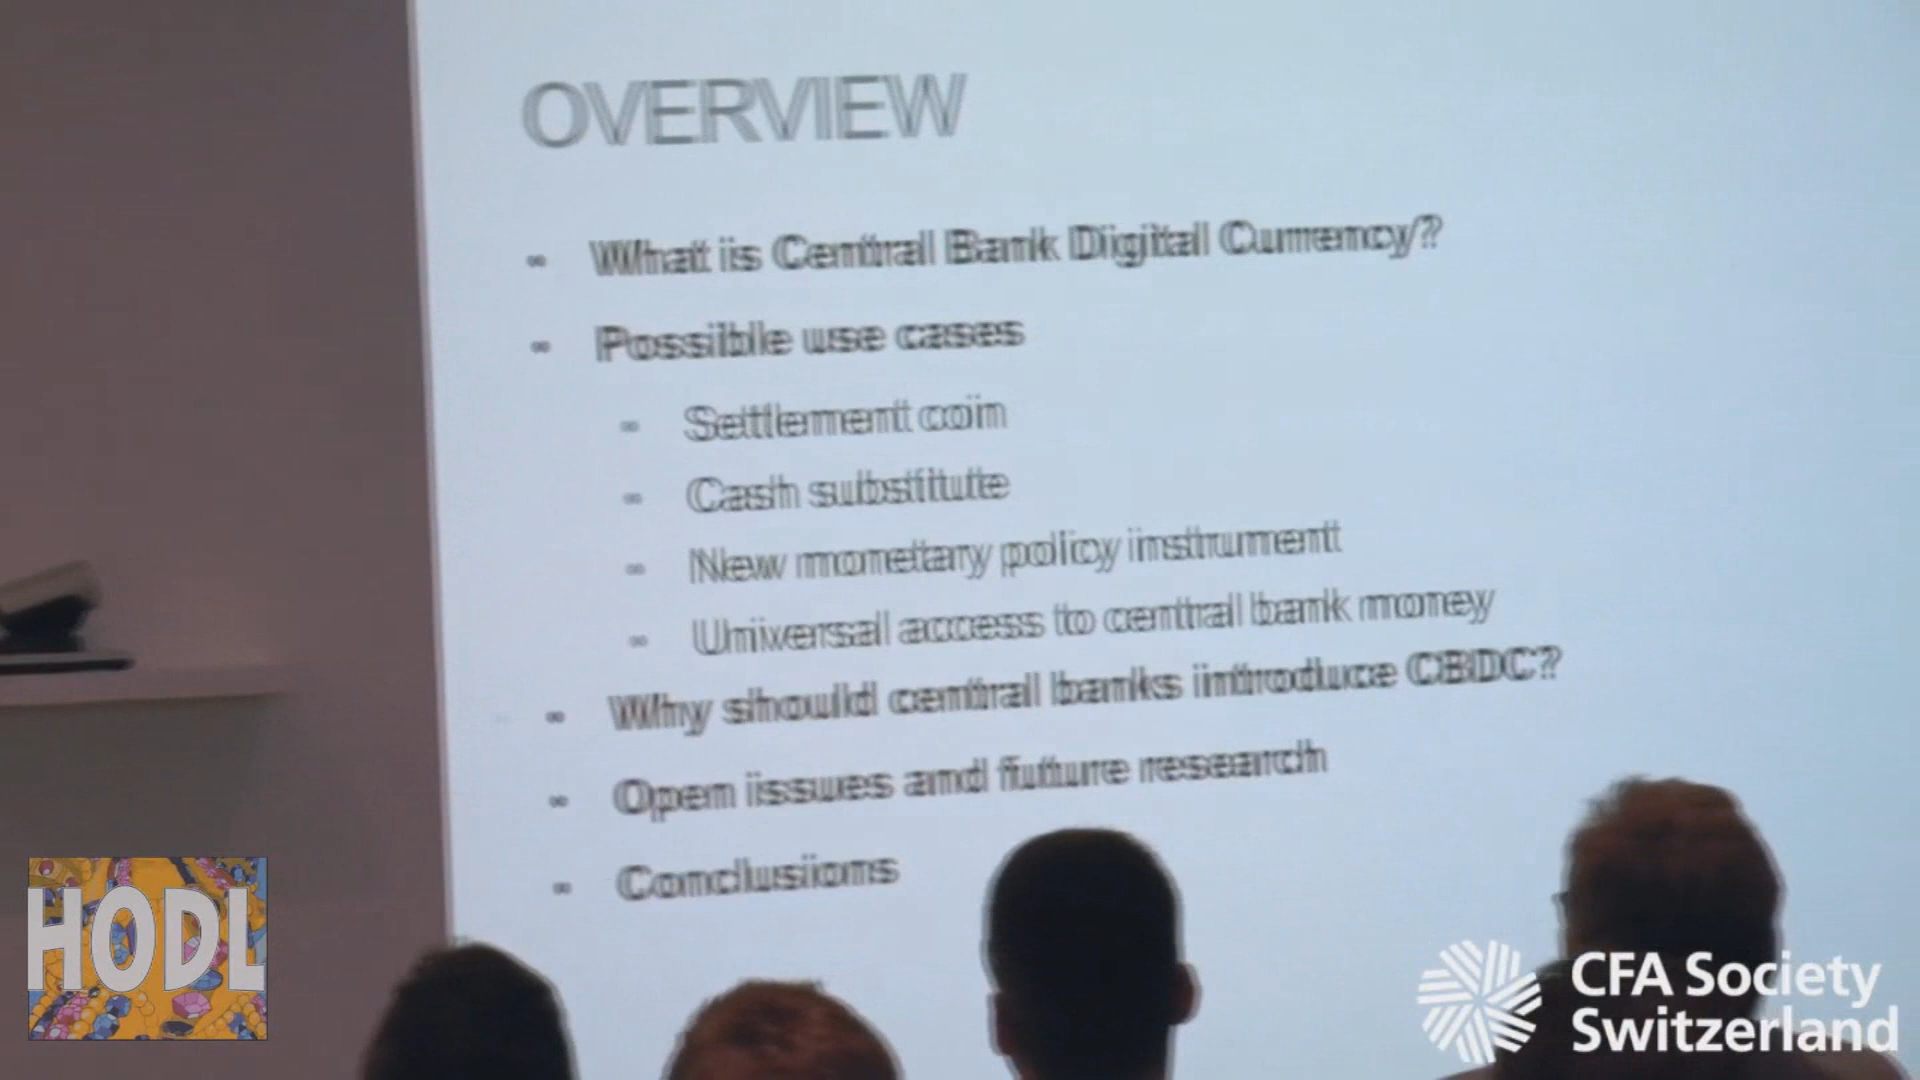 OVERVIEW
What is Central Bank Digital Currency?
Possible use cases
Settlement coin
Cash substitute
New monetary policy instrument
Universal access to central bank money
Why should central banks introduce CBDC?
Open issues and future research
Conclusions
HODL
CFA Society
Switzerland